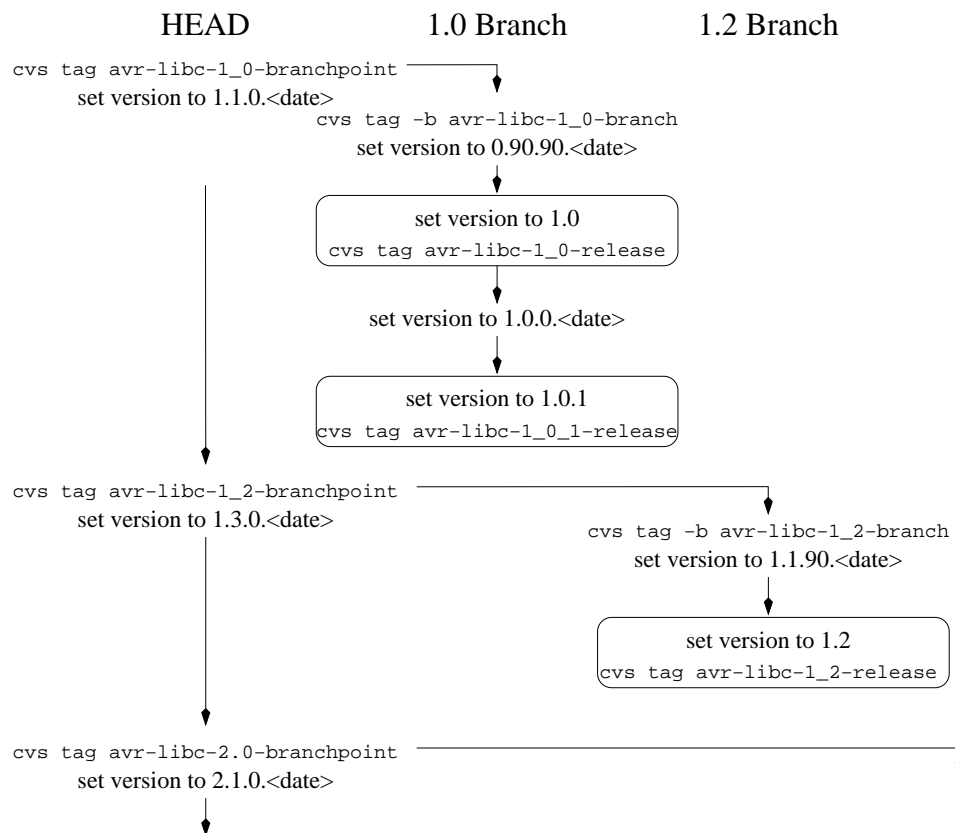 HEAD
1.0 Branch
1.2 Branch
cvs tag avr-libc-1_0-branchpoint
set version to 1.1.0.<date>
cvs tag -b avr-libc-1_0-branch
set version to 0.90.90.<date>
set version to 1.0
cvs tag avr-libc-1_0-release
set version to 1.0.0.<date>
set version to 1.0.1
cvs tag avr-libc-1_0_1-release
cvs tag avr-libc-1_2-branchpoint
set version to 1.3.0.<date>
cvs tag -b avr-libc-1_2-branch
set version to 1.1.90.<date>
set version to 1.2
cvs tag avr-libc-1_2-release
cvs tag avr-libc-2.0-branchpoint
set version to 2.1.0.<date>